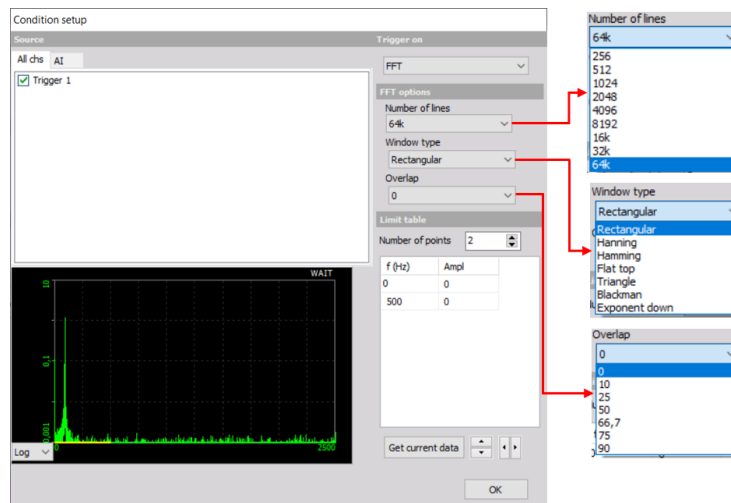 Condition setup
Source
All chs AI
Trigger 1
Trigger on
FFT
FFT options
Number of lines
64k
Window type
Rectangular
Overlap
0
Limit table
Number of points 2
f (Hz) Ampl
0 0
500 0
Get current data
OK
WAIT
10
0,1
0,001
0 2500
Log
Number of lines
64k
256
512
1024
2048
4096
8192
16k
32k
64k
Window type
Rectangular
Rectangular
Hanning
Hamming
Flat top
Triangle
Blackman
Exponent down
Overlap
0
0
10
25
50
66,7
75
90